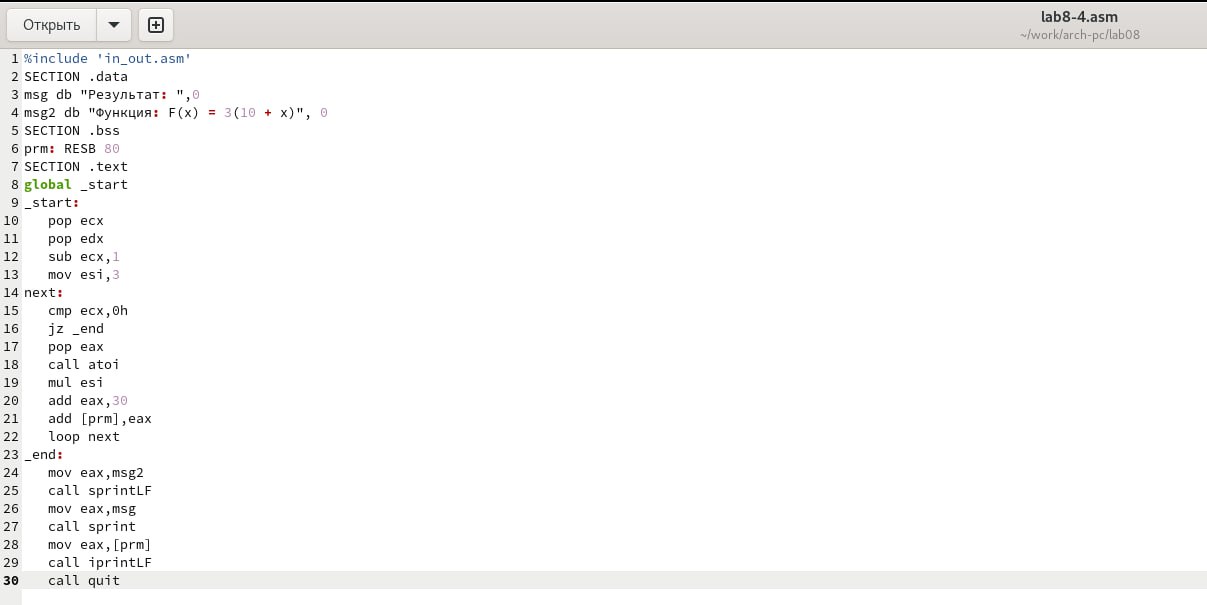 Открыть
lab8-4.asm
~/work/arch-pc/lab08
1 %include 'in_out.asm'
2 SECTION .data
3 msg db "Результат: ",0
4 msg2 db "Функция: F(x) = 3(10 + x)", 0
5 SECTION .bss
6 prm: RESB 80
7 SECTION .text
8 global _start
9 _start:
10    pop ecx
11    pop edx
12    sub ecx,1
13    mov esi,3
14 next:
15    cmp ecx,0h
16    jz _end
17    pop eax
18    call atoi
19    mul esi
20    add eax,30
21    add [prm],eax
22    loop next
23 _end:
24    mov eax,msg2
25    call sprintLF
26    mov eax,msg
27    call sprint
28    mov eax,[prm]
29    call iprintLF
30    call quit